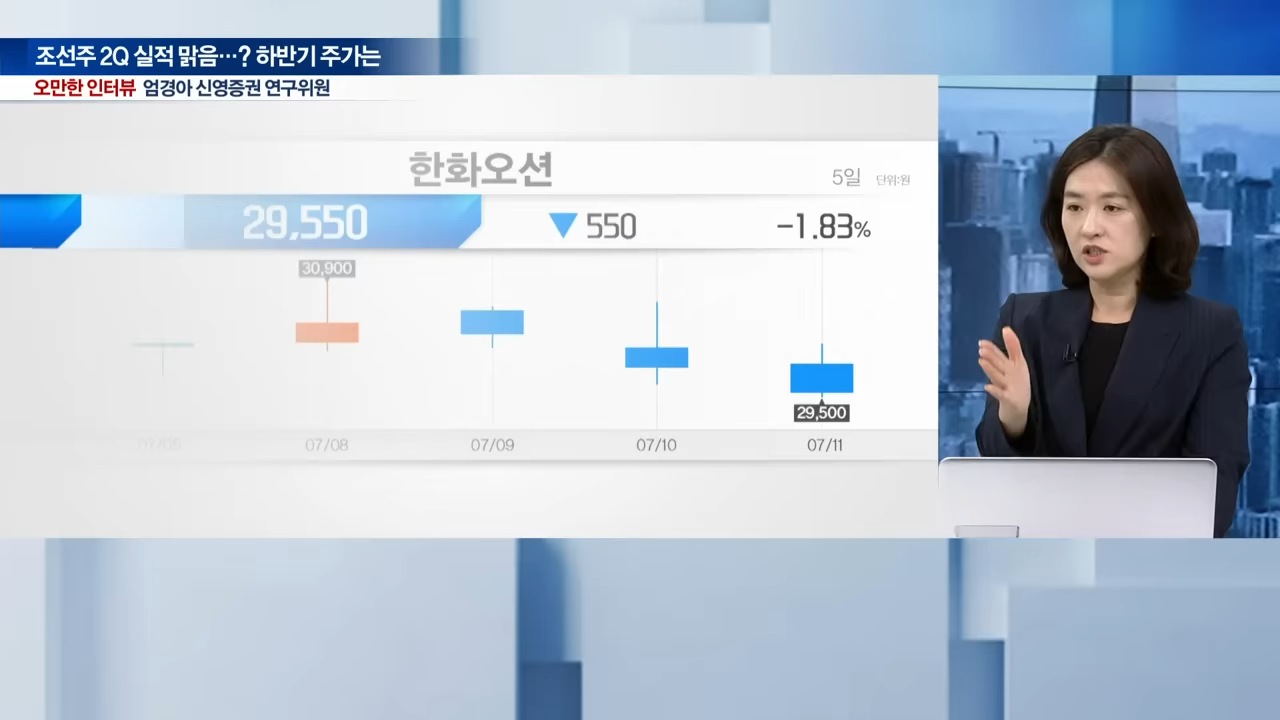 조선주 2Q 실적 맑음…? 하반기 주가는
오만한 인터뷰 엄경아 신영증권 연구위원
한화오션
5일 단위:원
29,550 ▼ 550 -1.83%
30,900
29,500
07/05 07/08 07/09 07/10 07/11